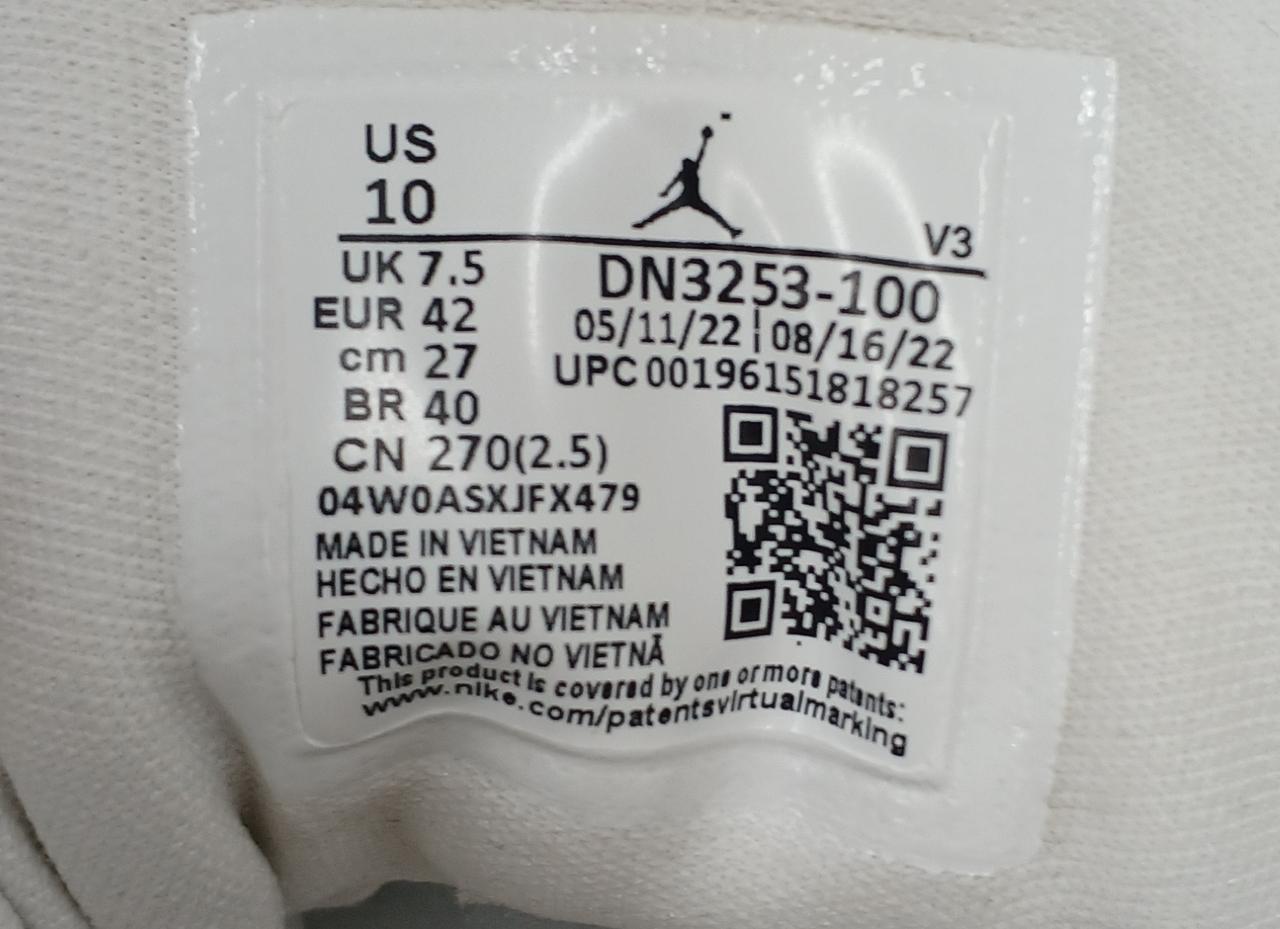 US
10
V3
UK 7.5
EUR 42
cm 27
BR 40
CN 270(2.5)
DN3253-100
05/11/22 | 08/16/22
UPC 00196151818257
04W0ASXJFX479
MADE IN VIETNAM
HECHO EN VIETNAM
FABRIQUE AU VIETNAM
FABRICADO NO VIETNÃ
This product is covered by one or more patents:
www.nike.com/patentsvirtualmarking